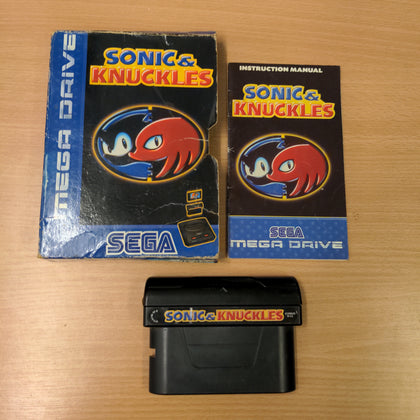 SONIC &
KNUCKLES
MEGA DRIVE
SEGA
INSTRUCTION MANUAL
SONIC &
KNUCKLES
SEGA
MEGA DRIVE
SONIC & KNUCKLES